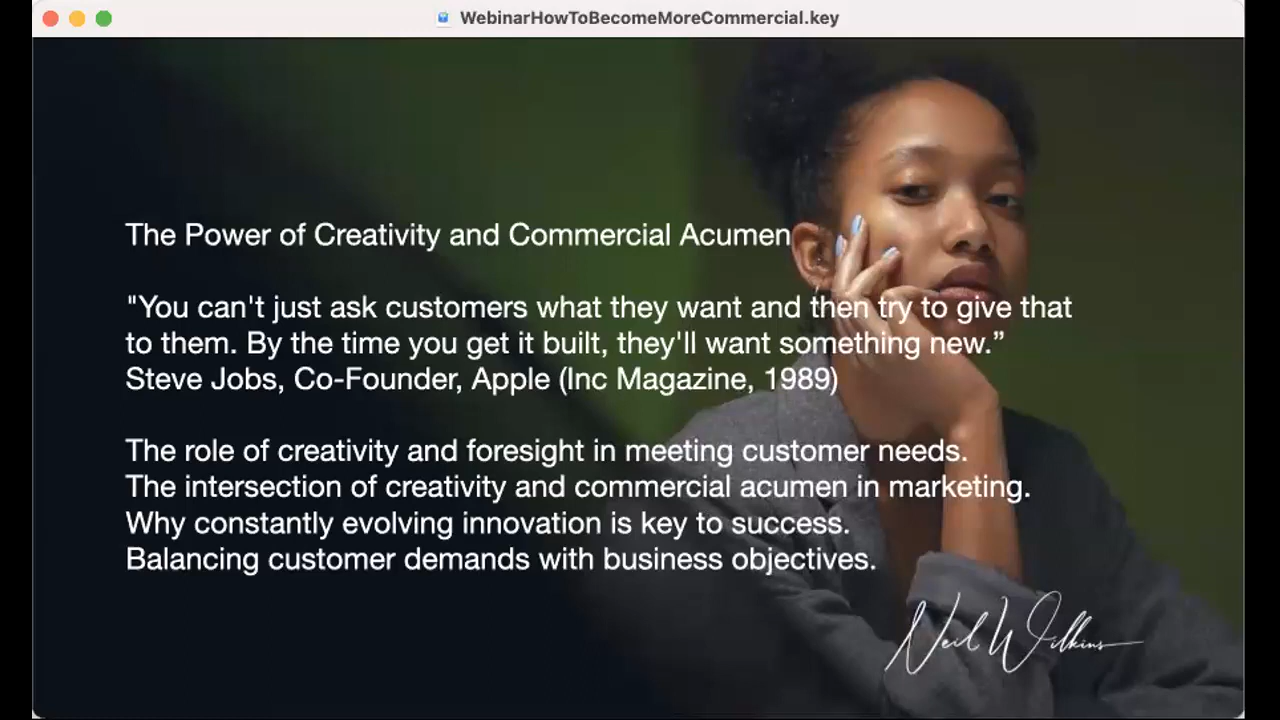 WebinarHowToBecomeMoreCommercial.key
The Power of Creativity and Commercial Acumen
"You can't just ask customers what they want and then try to give that
to them. By the time you get it built, they'll want something new.”
Steve Jobs, Co-Founder, Apple (Inc Magazine, 1989)
The role of creativity and foresight in meeting customer needs.
The intersection of creativity and commercial acumen in marketing.
Why constantly evolving innovation is key to success.
Balancing customer demands with business objectives.
Neil Wilkins